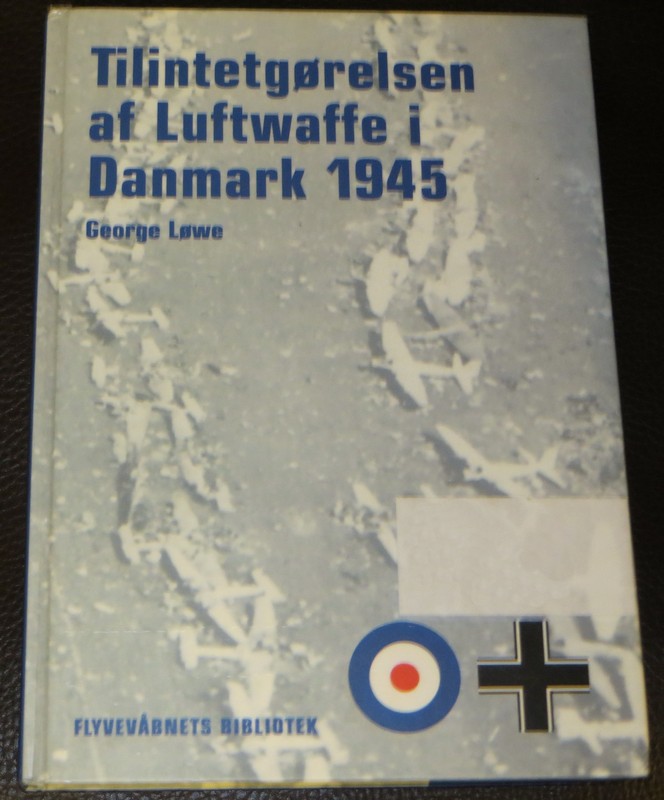 Tilintetgørelsen
af Luftwaffe i
Danmark 1945
George Løwe
FLYVEVÅBNETS BIBLIOTEK